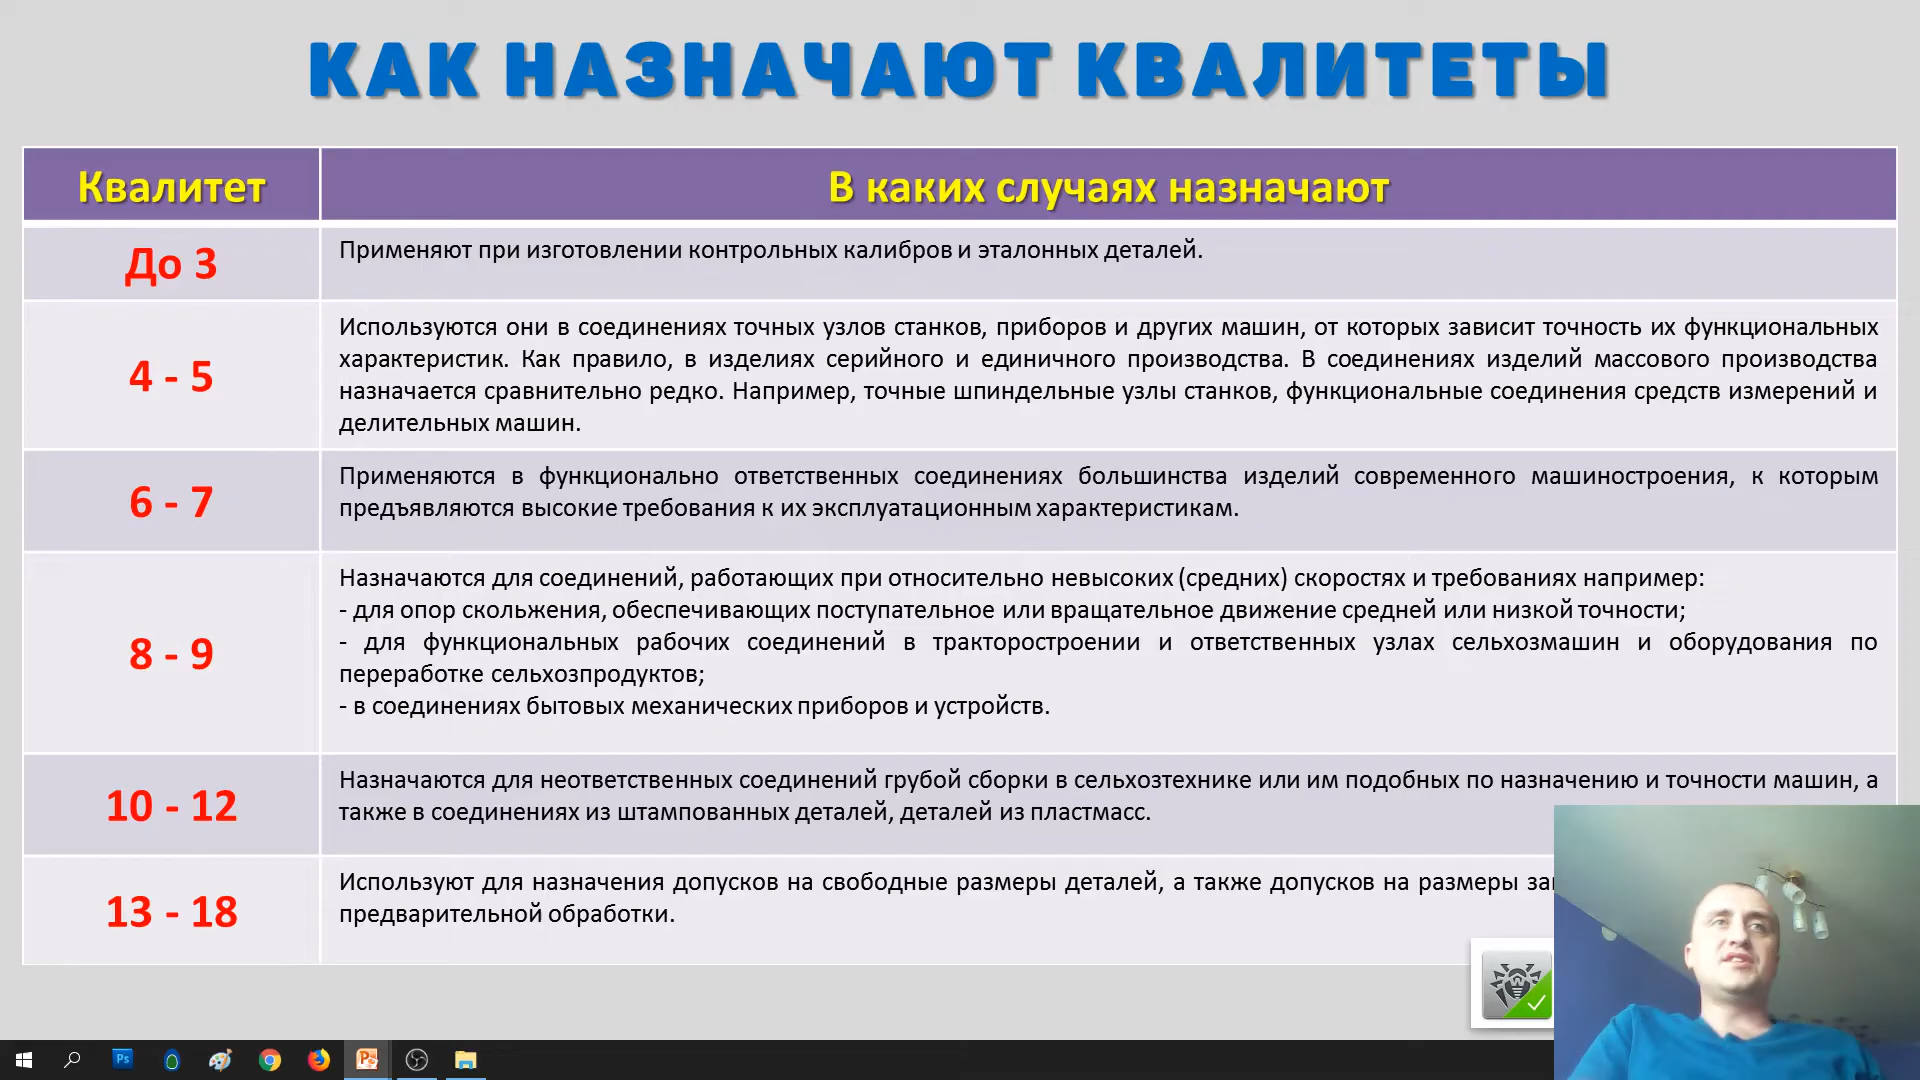 КАК НАЗНАЧАЮТ КВАЛИТЕТЫ
Квалитет
В каких случаях назначают
До 3
Применяют при изготовлении контрольных калибров и эталонных деталей.
4 - 5
Используются они в соединениях точных узлов станков, приборов и других машин, от которых зависит точность их функциональных
характеристик. Как правило, в изделиях серийного и единичного производства. В соединениях изделий массового производства
назначается сравнительно редко. Например, точные шпиндельные узлы станков, функциональные соединения средств измерений и
делительных машин.
6 - 7
Применяются в функционально ответственных соединениях большинства изделий современного машиностроения, к которым
предъявляются высокие требования к их эксплуатационным характеристикам.
8 - 9
Назначаются для соединений, работающих при относительно невысоких (средних) скоростях и требованиях например:
- для опор скольжения, обеспечивающих поступательное или вращательное движение средней или низкой точности;
- для функциональных рабочих соединений в тракторостроении и ответственных узлах сельхозмашин и оборудования по
переработке сельхозпродуктов;
- в соединениях бытовых механических приборов и устройств.
10 - 12
Назначаются для неответственных соединений грубой сборки в сельхозтехнике или им подобных по назначению и точности машин, а
также в соединениях из штампованных деталей, деталей из пластмасс.
13 - 18
Используют для назначения допусков на свободные размеры деталей, а также допусков на размеры
предварительной обработки.
Ps